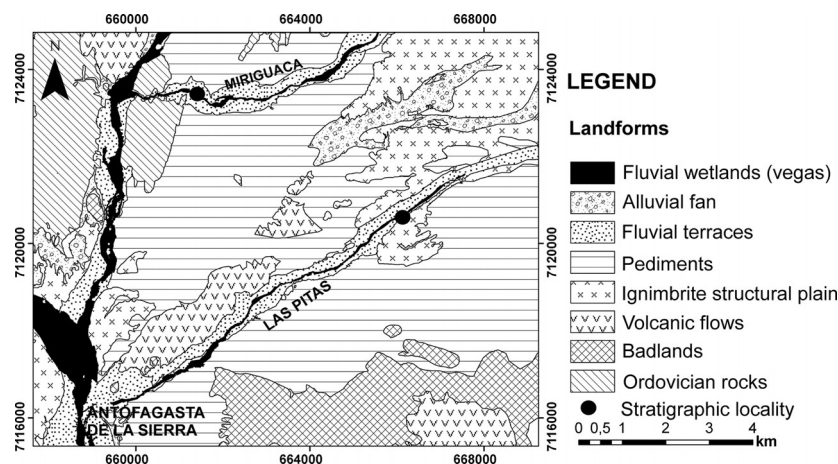 660000 664000 668000
N
7124000
7120000
7116000
7124000
7120000
7116000
MIRIGUACA
LAS PITAS
ANTOFAGASTA
DE LA SIERRA
660000 664000 668000
LEGEND
Landforms
Fluvial wetlands (vegas)
Alluvial fan
Fluvial terraces
Pediments
Ignimbrite structural plain
Volcanic flows
Badlands
Ordovician rocks
Stratigraphic locality
0 0,5 1 2 3 4
km